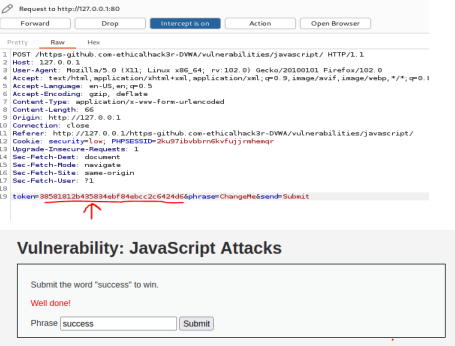 Request to http://127.0.0.1:80
Forward Drop Intercept is on Action Open Browser
Pretty Raw Hex
1 POST /https-github.com-ethicalhack3r-DVWA/vulnerabilities/javascript/ HTTP/1.1
2 Host: 127.0.0.1
3 User-Agent: Mozilla/5.0 (X11; Linux x86_64; rv:102.0) Gecko/20100101 Firefox/102.0
4 Accept: text/html,application/xhtml+xml,application/xml;q=0.9,image/avif,image/webp,*/*;q=0.8
5 Accept-Language: en-US,en;q=0.5
6 Accept-Encoding: gzip, deflate
7 Content-Type: application/x-www-form-urlencoded
8 Content-Length: 66
9 Origin: http://127.0.0.1
10 Connection: close
11 Referer: http://127.0.0.1/https-github.com-ethicalhack3r-DVWA/vulnerabilities/javascript/
12 Cookie: security=low; PHPSESSID=2ku97ibvbbrn6kvfujjrmhemqr
13 Upgrade-Insecure-Requests: 1
14 Sec-Fetch-Dest: document
15 Sec-Fetch-Mode: navigate
16 Sec-Fetch-Site: same-origin
17 Sec-Fetch-User: ?1
18
19 token=38581812b435834ebf84ebcc2c6424d6&phrase=ChangeMe&send=Submit
Vulnerability: JavaScript Attacks
Submit the word "success" to win.
Well done!
Phrase success Submit